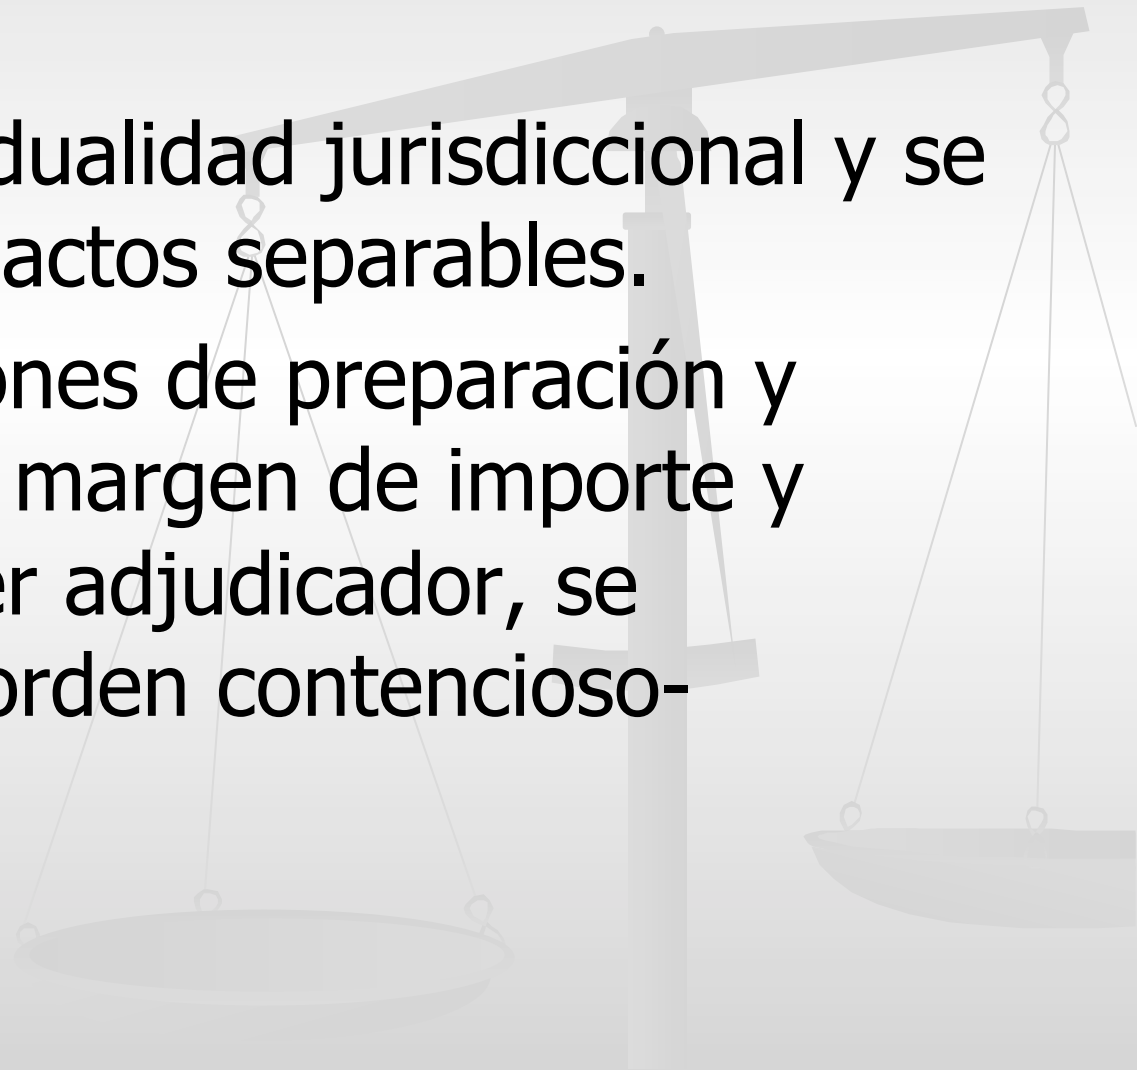 dualidad jurisdiccional y se
actos separables.
ones de preparación y
margen de importe y
er adjudicador, se
orden contencioso-